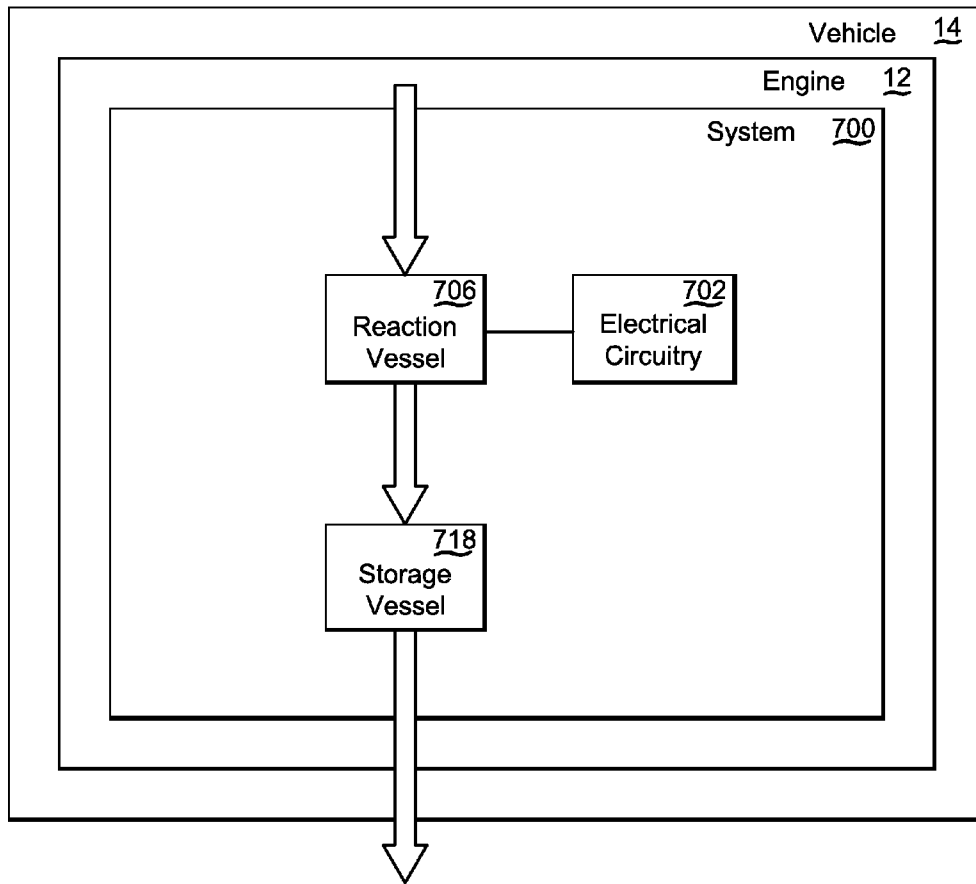 Vehicle 14
Engine 12
System 700
706
Reaction
Vessel
702
Electrical
Circuitry
718
Storage
Vessel